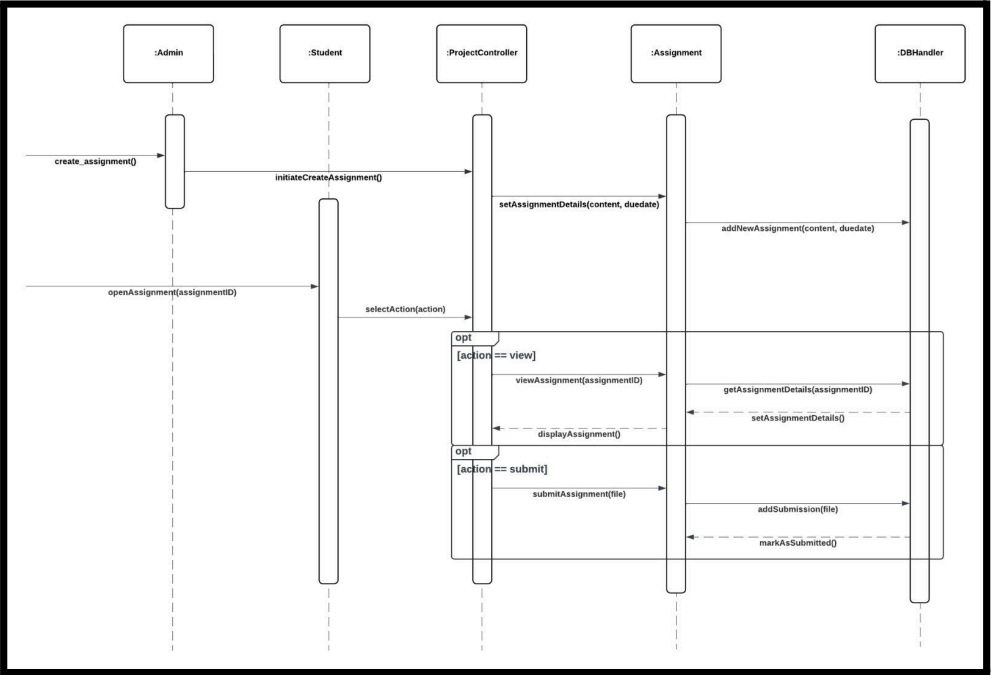 :Admin
:Student
:ProjectController
:Assignment
:DBHandler
create_assignment()
initiateCreateAssignment()
setAssignmentDetails(content, duedate)
addNewAssignment(content, duedate)
openAssignment(assignmentID)
selectAction(action)
opt
[action == view]
viewAssignment(assignmentID)
getAssignmentDetails(assignmentID)
setAssignmentDetails()
displayAssignment()
opt
[action == submit]
submitAssignment(file)
addSubmission(file)
markAsSubmitted()